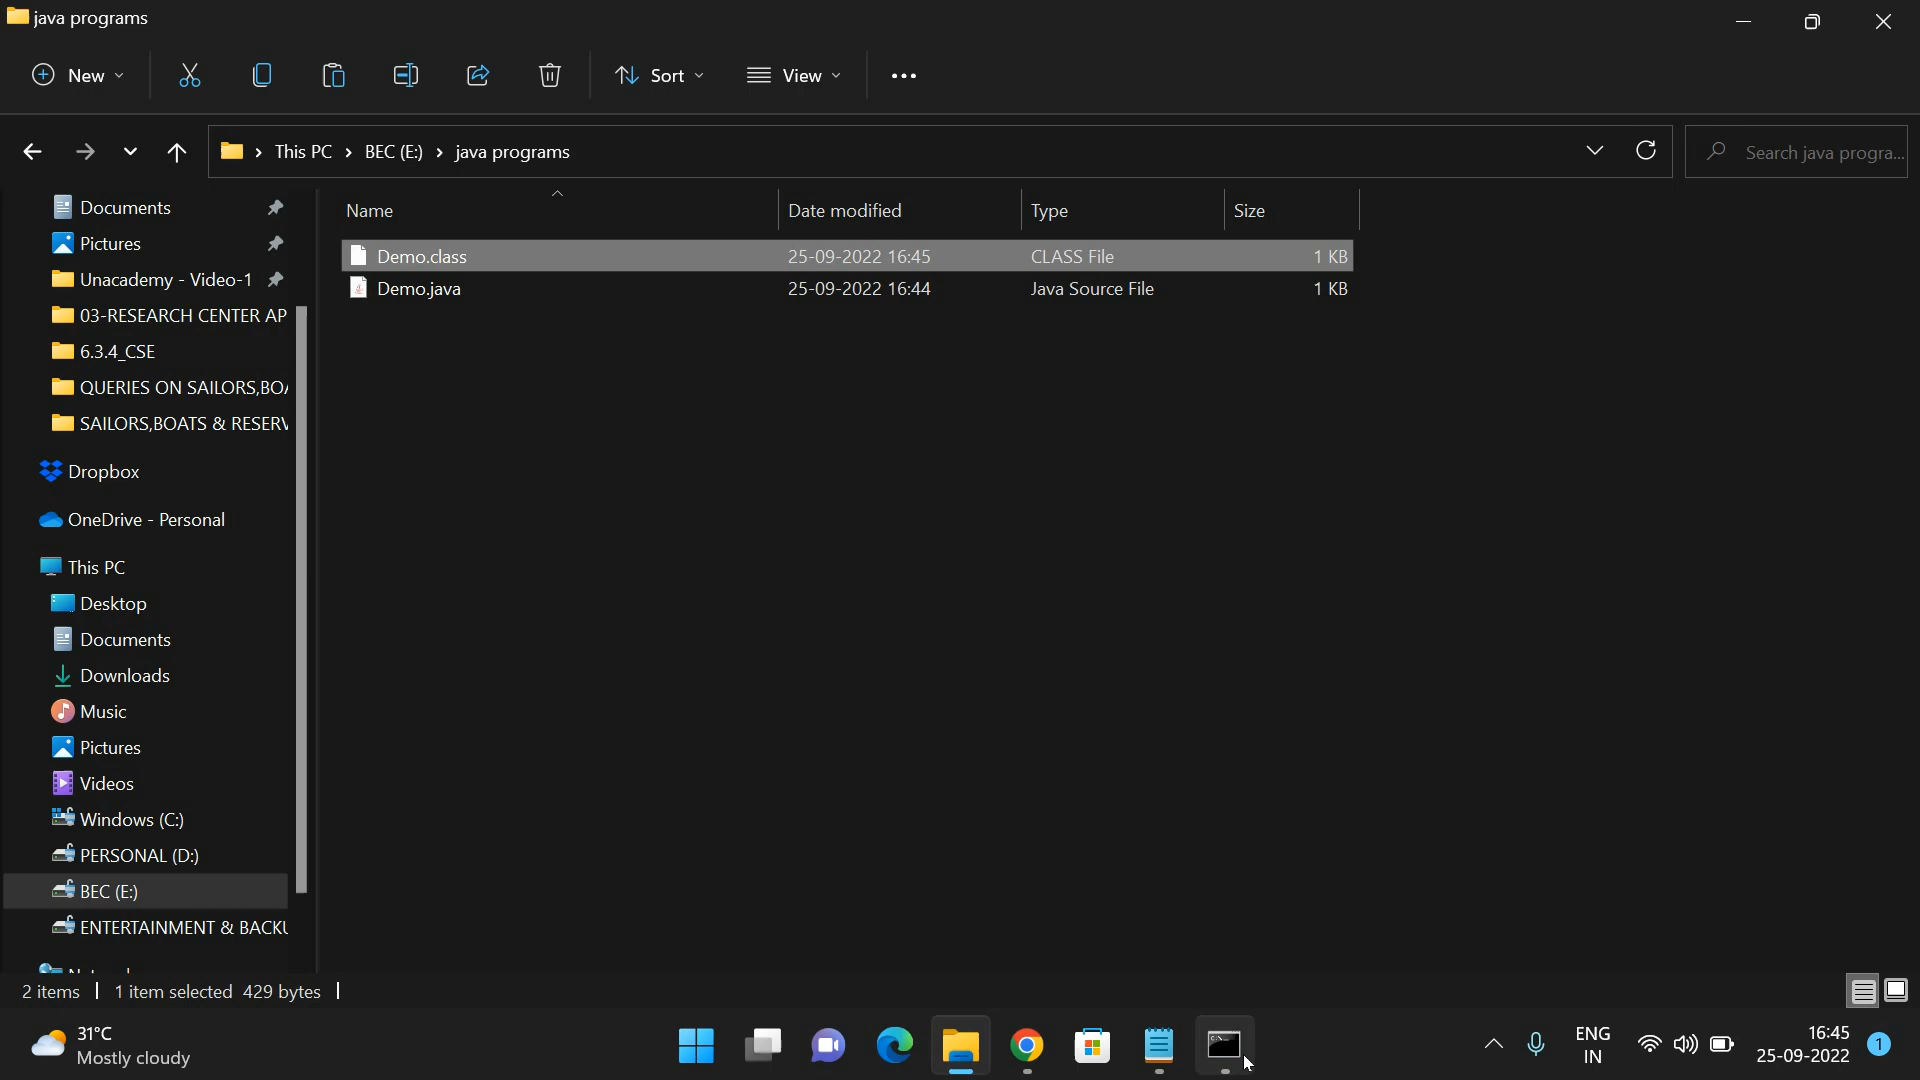 java programs
New
Sort
View
This PC
BEC (E:)
java programs
Search java progra...
Documents
Pictures
Unacademy - Video-1
03-RESEARCH CENTER AP
6.3.4_CSE
QUERIES ON SAILORS,BOA
SAILORS,BOATS & RESERV
Dropbox
OneDrive - Personal
This PC
Desktop
Documents
Downloads
Music
Pictures
Videos
Windows (C:)
PERSONAL (D:)
BEC (E:)
ENTERTAINMENT & BACKU
Name Date modified Type Size
Demo.class 25-09-2022 16:45 CLASS File 1 KB
Demo.java 25-09-2022 16:44 Java Source File 1 KB
2 items 1 item selected 429 bytes
31°C
Mostly cloudy
ENG
IN
16:45
25-09-2022
1